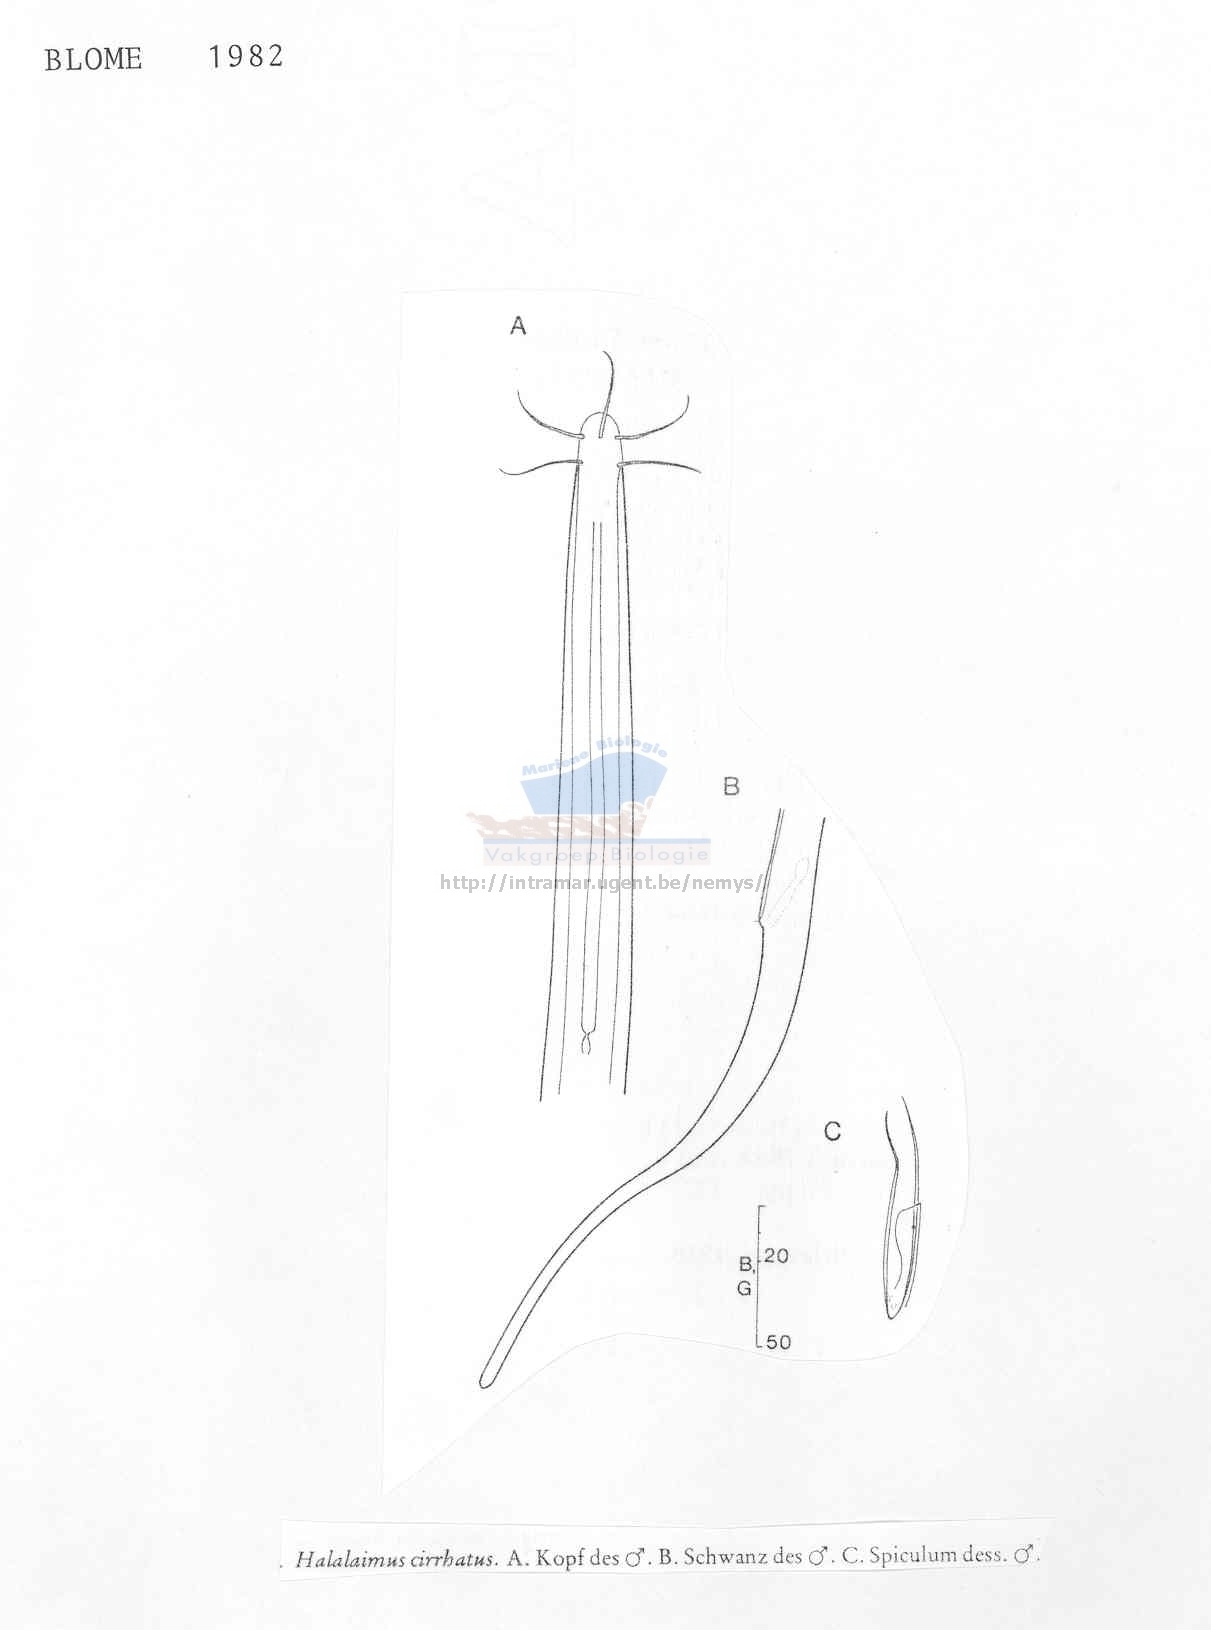 BLOME 1982
A
Mariene Biologie
B
Vakgroep Biologie
http://intramar.ugent.be/nemys/
C
20
B,
G
50
. Halalaimus cirrhatus. A. Kopf des ♂. B. Schwanz des ♂. C. Spiculum dess. ♂.